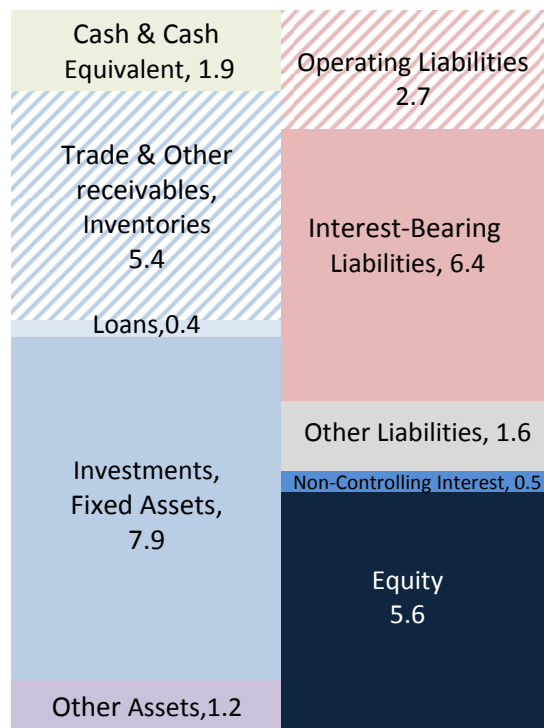 Cash & Cash
Equivalent, 1.9
Trade & Other
receivables,
Inventories
5.4
Loans,0.4
Investments,
Fixed Assets,
7.9
Other Assets,1.2
Operating Liabilities
2.7
Interest-Bearing
Liabilities, 6.4
Other Liabilities, 1.6
Non-Controlling Interest, 0.5
Equity
5.6